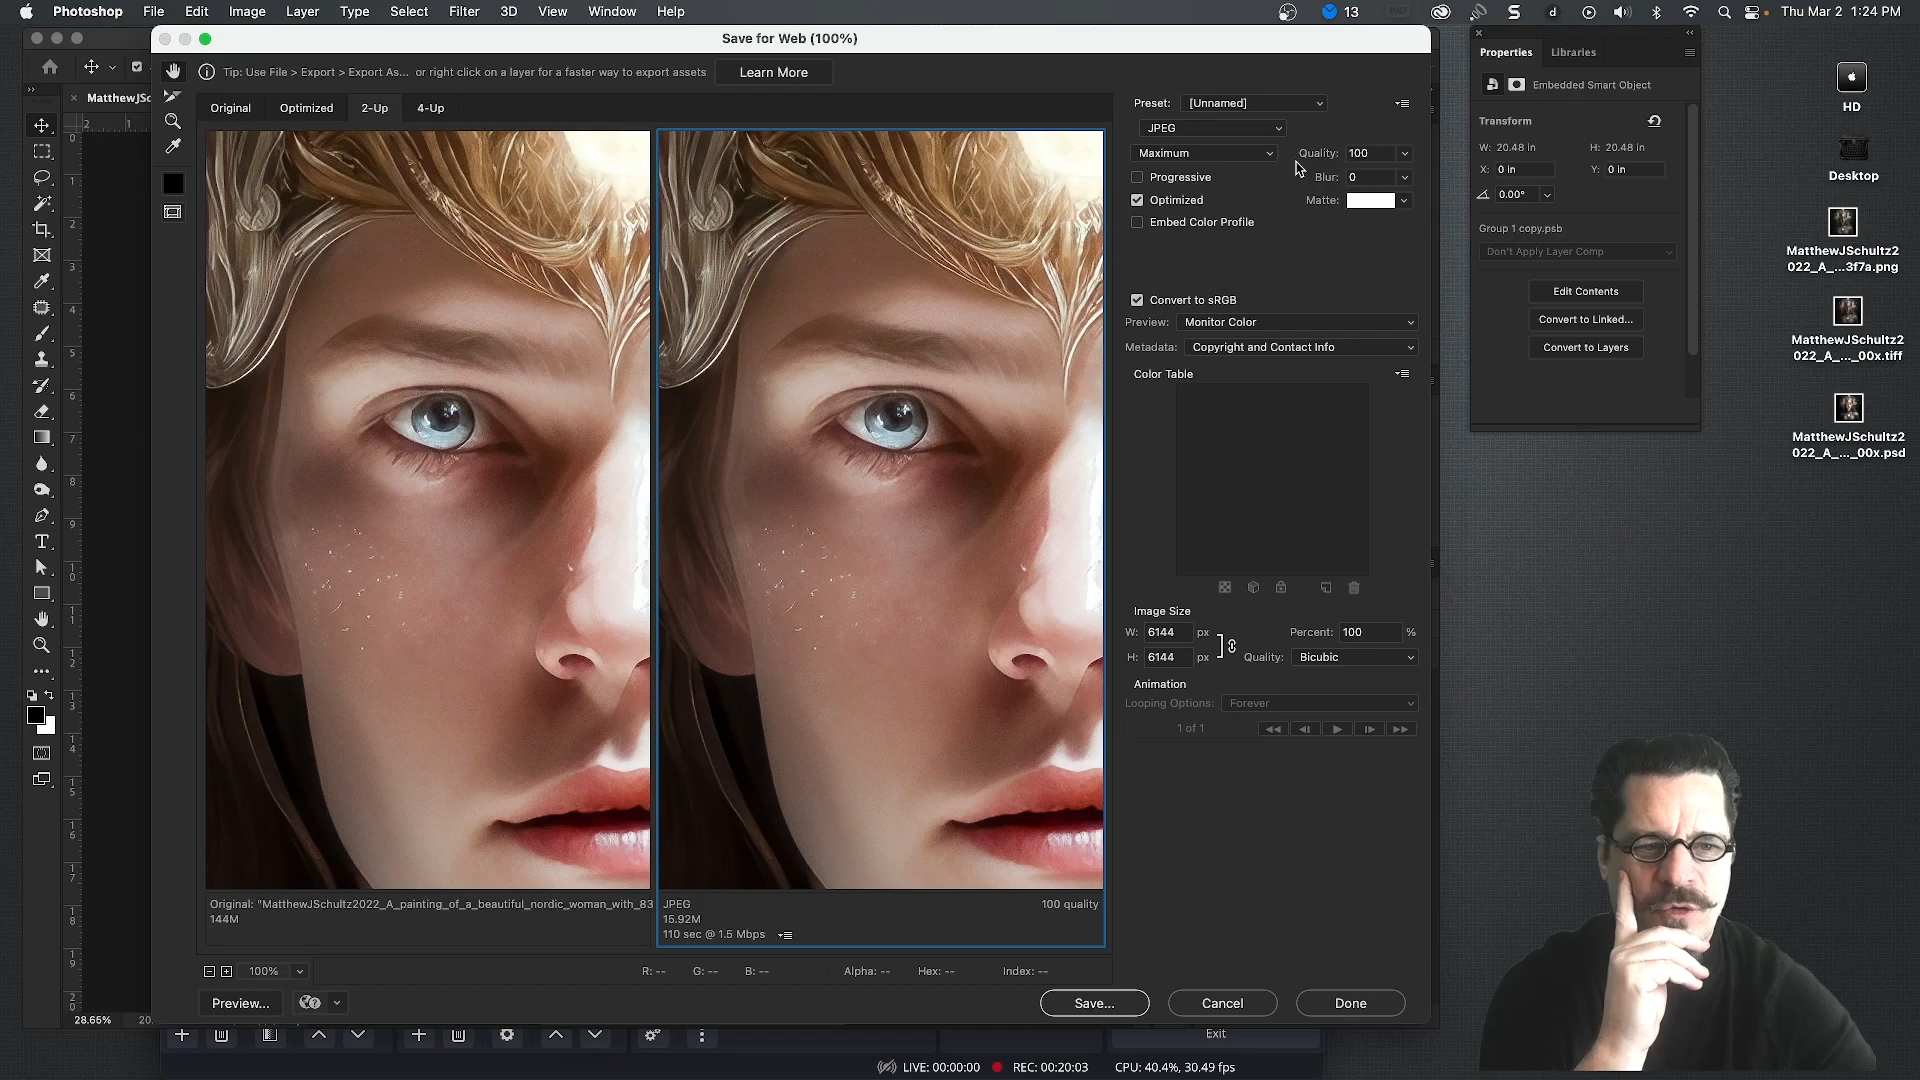 Photoshop File Edit Image Layer Type Select Filter 3D View Window Help
13
Thu Mar 2 1:24 PM
Save for Web (100%)
Tip: Use File > Export > Export As... or right click on a layer for a faster way to export assets
Learn More
MatthewJSc
Original Optimized 2-Up 4-Up
Preset: [Unnamed]
JPEG
Maximum Quality: 100
Progressive Blur: 0
Optimized Matte:
Embed Color Profile
Convert to sRGB
Preview: Monitor Color
Metadata: Copyright and Contact Info
Color Table
Image Size
W: 6144 px Percent: 100 %
H: 6144 px Quality: Bicubic
Animation
Looping Options: Forever
1 of 1
Original: "MatthewJSchultz2022_A_painting_of_a_beautiful_nordic_woman_with_83
144M
JPEG 100 quality
15.92M
110 sec @ 1.5 Mbps
100% R: -- G: -- B: -- Alpha: -- Hex: -- Index: --
Preview... Save... Cancel Done
28.65% 20.
Exit
LIVE: 00:00:00 REC: 00:20:03 CPU: 40.4%, 30.49 fps
Properties Libraries
Embedded Smart Object
Transform
W: 20.48 in H: 20.48 in
X: 0 in Y: 0 in
0.00°
Group 1 copy.psb
Don't Apply Layer Comp
Edit Contents
Convert to Linked...
Convert to Layers
HD
Desktop
MatthewJSchultz2
022_A_...3f7a.png
MatthewJSchultz2
022_A_..._00x.tiff
MatthewJSchultz2
022_A_..._00x.psd